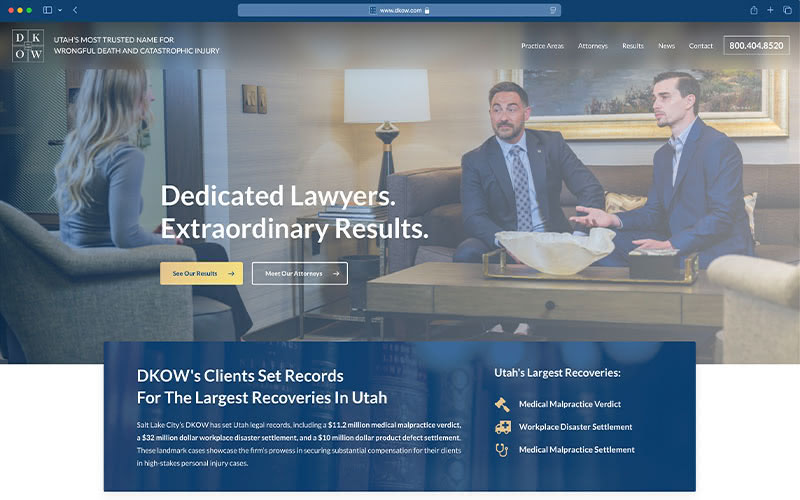 www.dkow.com
D K
O W
UTAH'S MOST TRUSTED NAME FOR
WRONGFUL DEATH AND CATASTROPHIC INJURY
Practice Areas Attorneys Results News Contact 800.404.8520
Dedicated Lawyers.
Extraordinary Results.
See Our Results → Meet Our Attorneys →
DKOW's Clients Set Records
For The Largest Recoveries In Utah
Salt Lake City's DKOW has set Utah legal records, including a $11.2 million medical malpractice verdict,
a $32 million dollar workplace disaster settlement, and a $10 million dollar product defect settlement.
These landmark cases showcase the firm's prowess in securing substantial compensation for their clients
in high-stakes personal injury cases.
Utah's Largest Recoveries:
Medical Malpractice Verdict
Workplace Disaster Settlement
Medical Malpractice Settlement